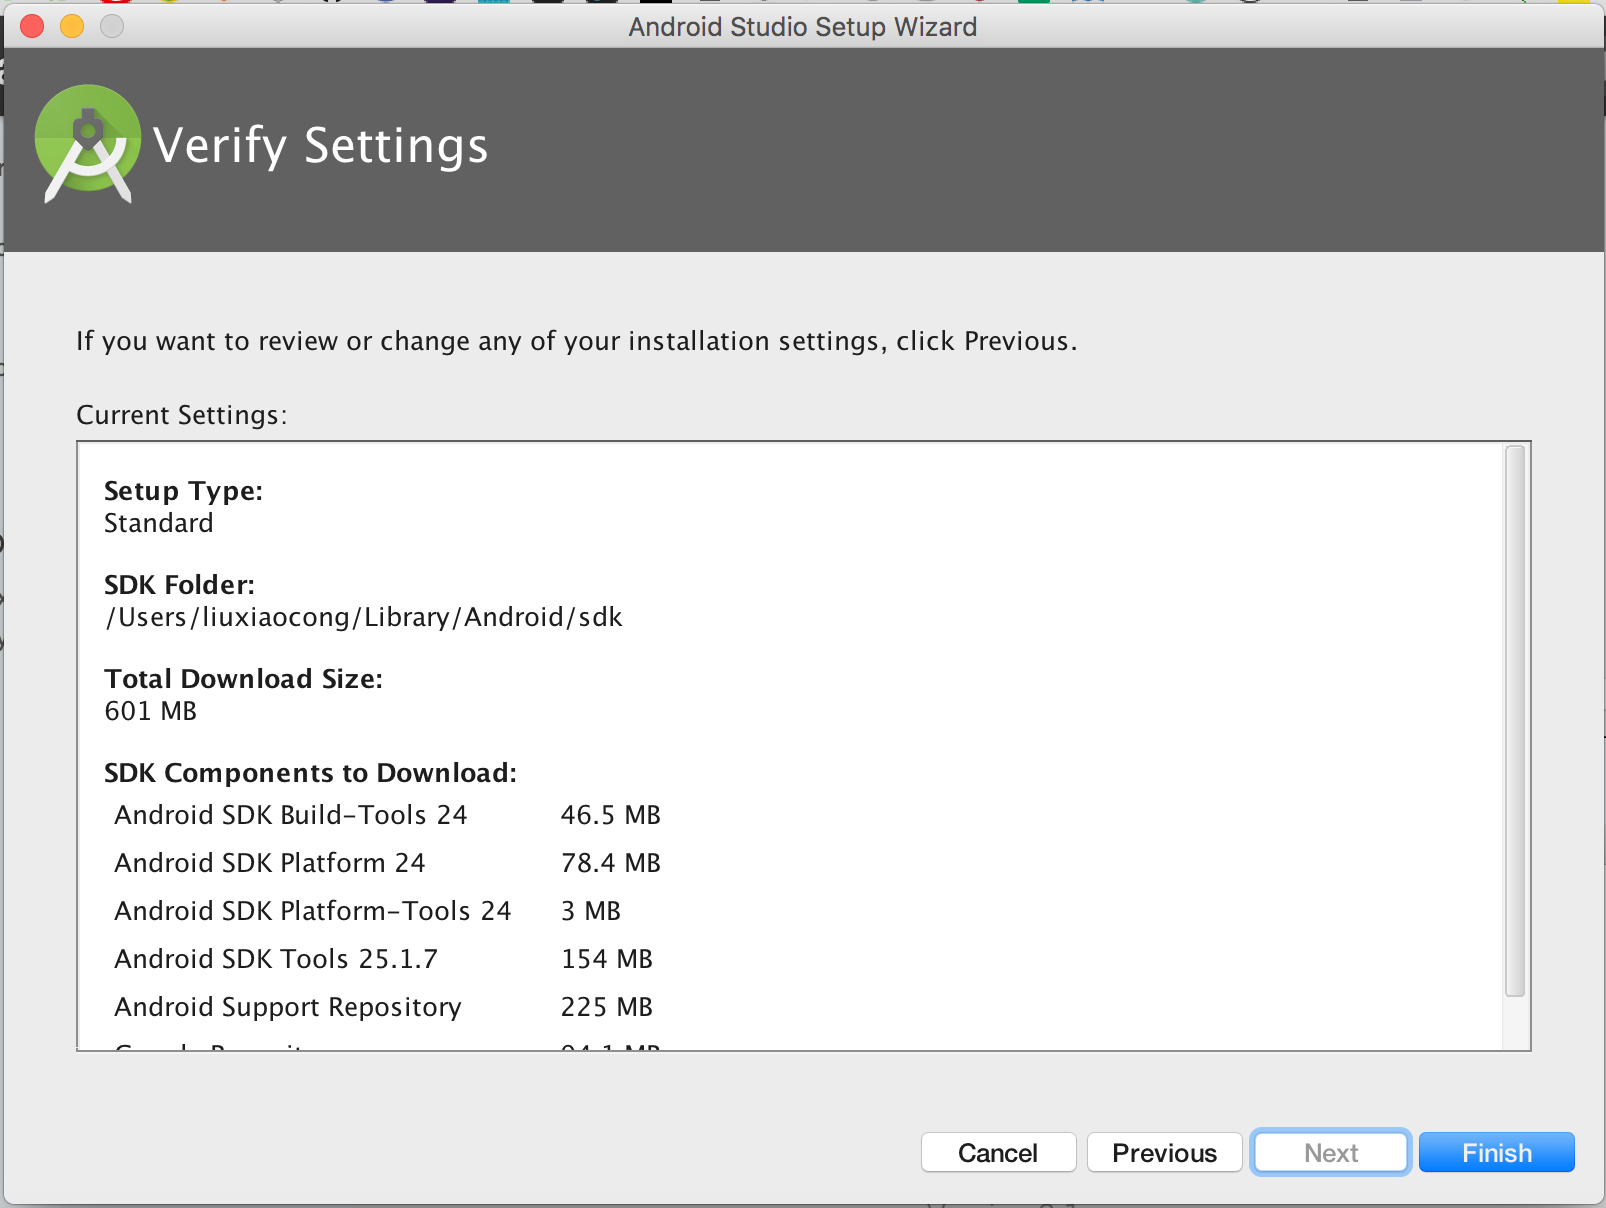 Android Studio Setup Wizard
Verify Settings
If you want to review or change any of your installation settings, click Previous.
Current Settings:
Setup Type:
Standard
SDK Folder:
/Users/liuxiaocong/Library/Android/sdk
Total Download Size:
601 MB
SDK Components to Download:
Android SDK Build-Tools 24 46.5 MB
Android SDK Platform 24 78.4 MB
Android SDK Platform-Tools 24 3 MB
Android SDK Tools 25.1.7 154 MB
Android Support Repository 225 MB
Cancel Previous Next Finish